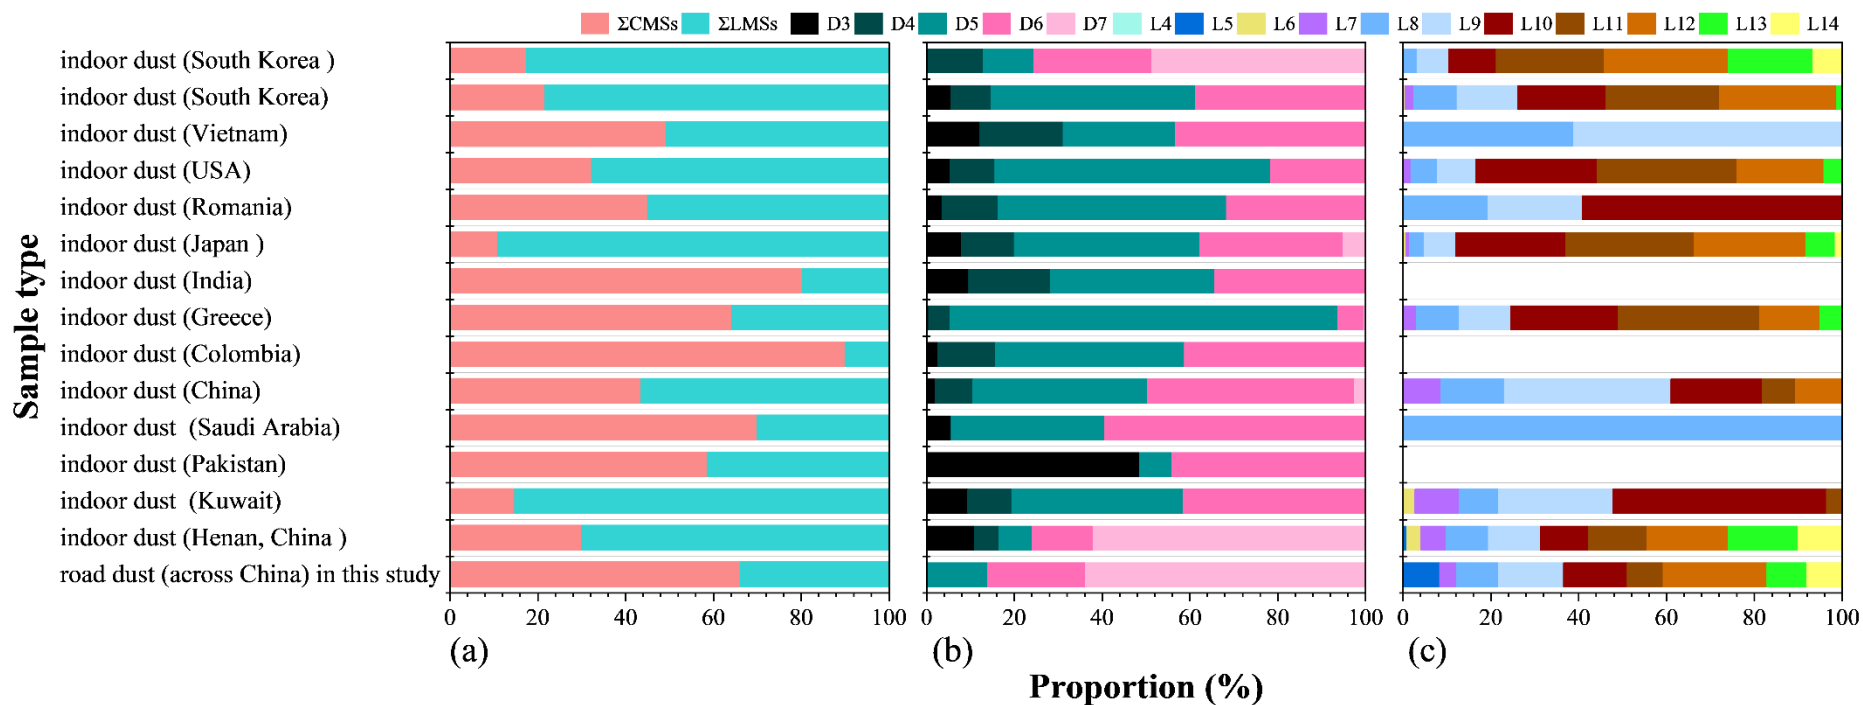 ΣCMSs ΣLMSs D3 D4 D5 D6 D7 L4 L5 L6 L7 L8 L9 L10 L11 L12 L13 L14
Sample type
indoor dust (South Korea )
indoor dust (South Korea)
indoor dust (Vietnam)
indoor dust (USA)
indoor dust (Romania)
indoor dust (Japan )
indoor dust (India)
indoor dust (Greece)
indoor dust (Colombia)
indoor dust (China)
indoor dust (Saudi Arabia)
indoor dust (Pakistan)
indoor dust (Kuwait)
indoor dust (Henan, China )
road dust (across China) in this study
0 20 40 60 80 100 0 20 40 60 80 100 0 20 40 60 80 100
(a) (b) (c)
Proportion (%)